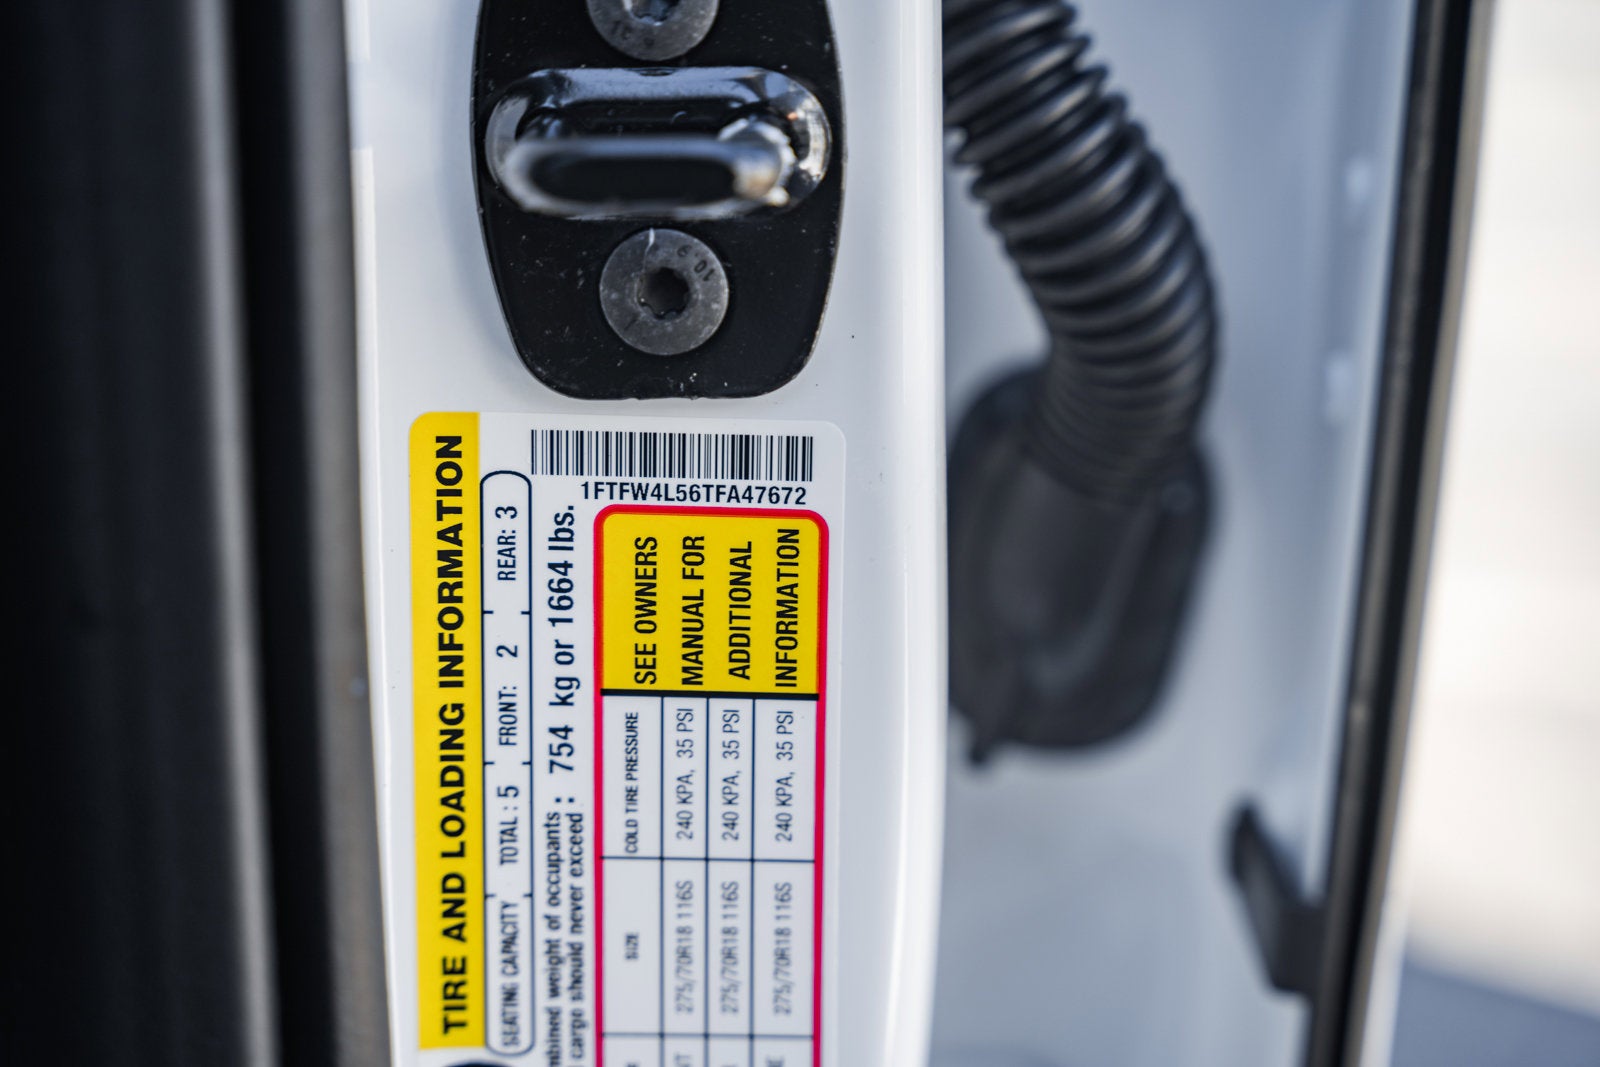 10.9
1FTFW4L56TFA47672
TIRE AND LOADING INFORMATION
SEATING CAPACITY TOTAL : 5 FRONT: 2 REAR: 3
weight of occupants : 754 kg or 1664 lbs.
cargo should never exceed :
SIZE COLD TIRE PRESSURE SEE OWNERS
275/70R18 116S 240 KPA, 35 PSI MANUAL FOR
275/70R18 116S 240 KPA, 35 PSI ADDITIONAL
275/70R18 116S 240 KPA, 35 PSI INFORMATION